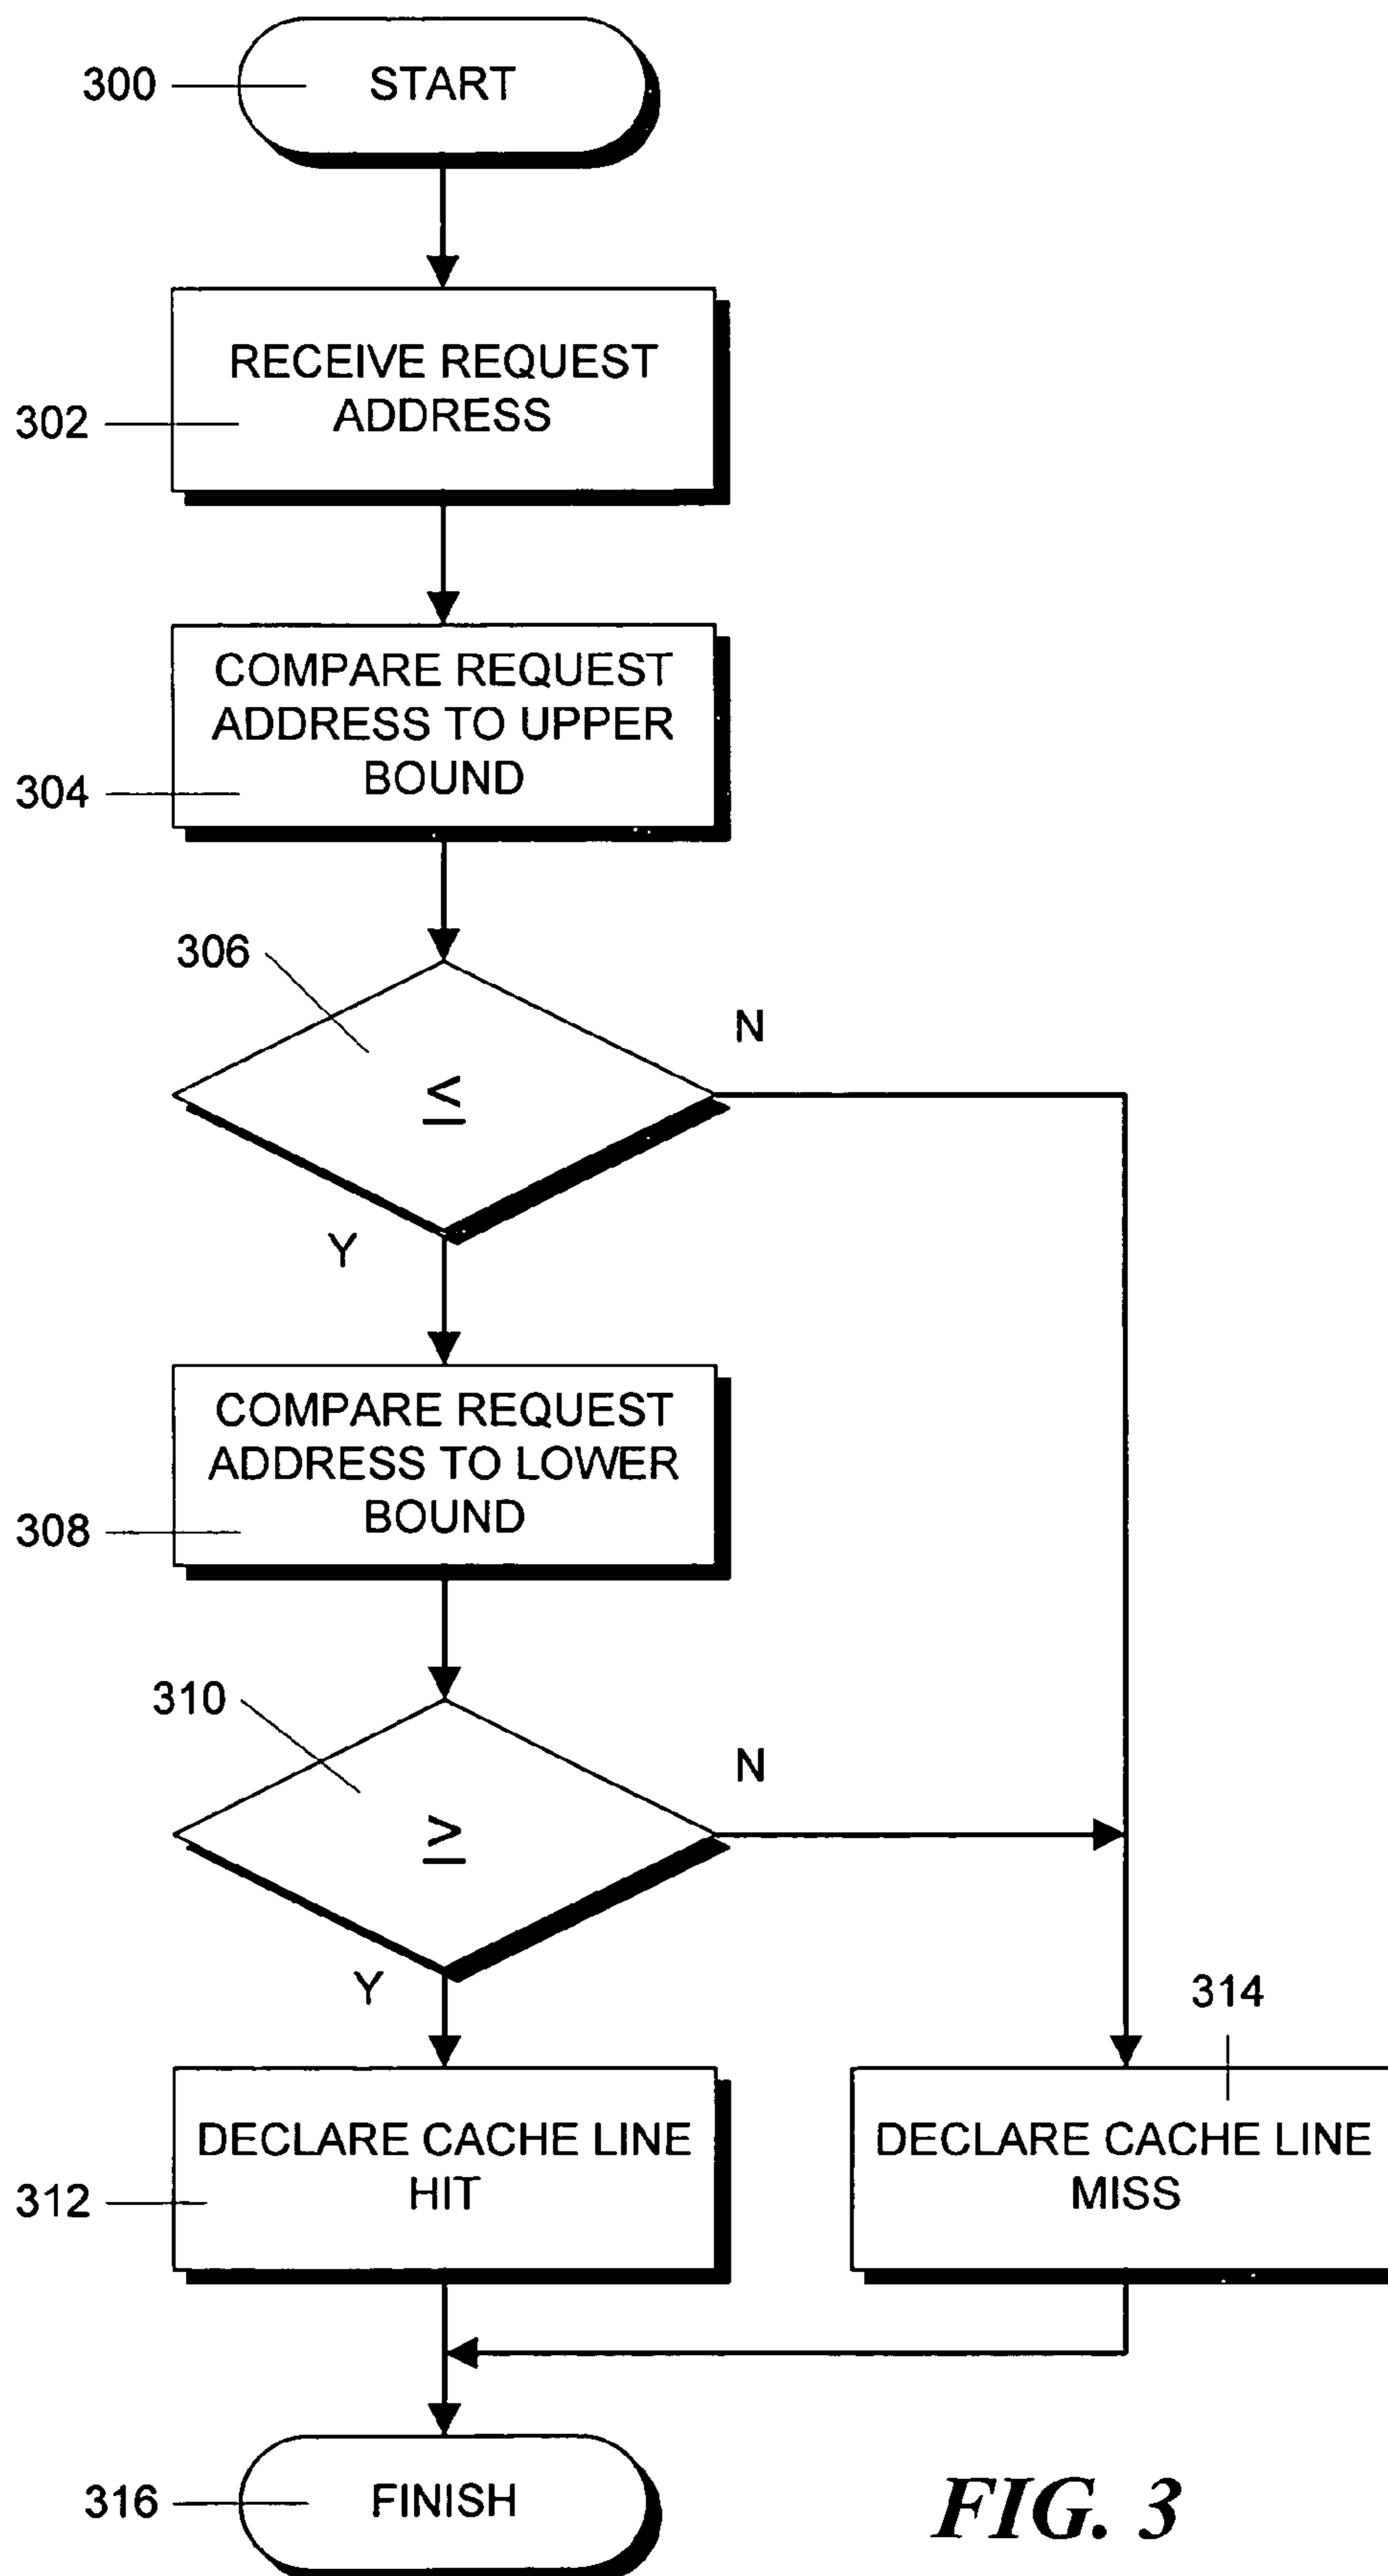 300
START
RECEIVE REQUEST
ADDRESS
302
COMPARE REQUEST
ADDRESS TO UPPER
BOUND
304
306
N
≤
Y
COMPARE REQUEST
ADDRESS TO LOWER
BOUND
308
310
N
≥
Y
314
DECLARE CACHE LINE
HIT
312
DECLARE CACHE LINE
MISS
316
FINISH
FIG. 3